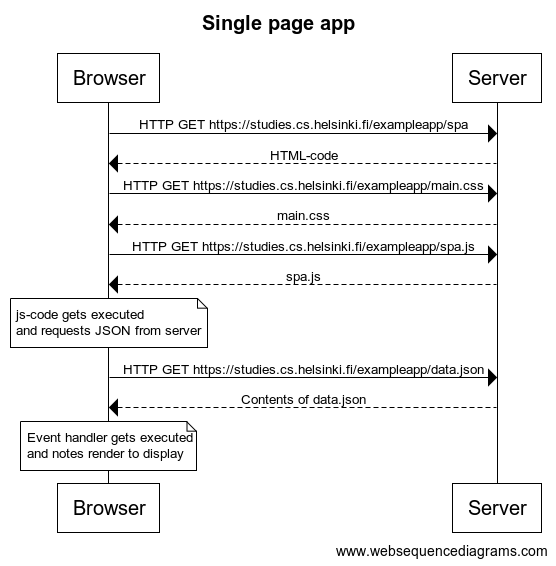 Single page app
Browser
Server
HTTP GET https://studies.cs.helsinki.fi/exampleapp/spa
HTML-code
HTTP GET https://studies.cs.helsinki.fi/exampleapp/main.css
main.css
HTTP GET https://studies.cs.helsinki.fi/exampleapp/spa.js
spa.js
js-code gets executed
and requests JSON from server
HTTP GET https://studies.cs.helsinki.fi/exampleapp/data.json
Contents of data.json
Event handler gets executed
and notes render to display
Browser
Server
www.websequencediagrams.com